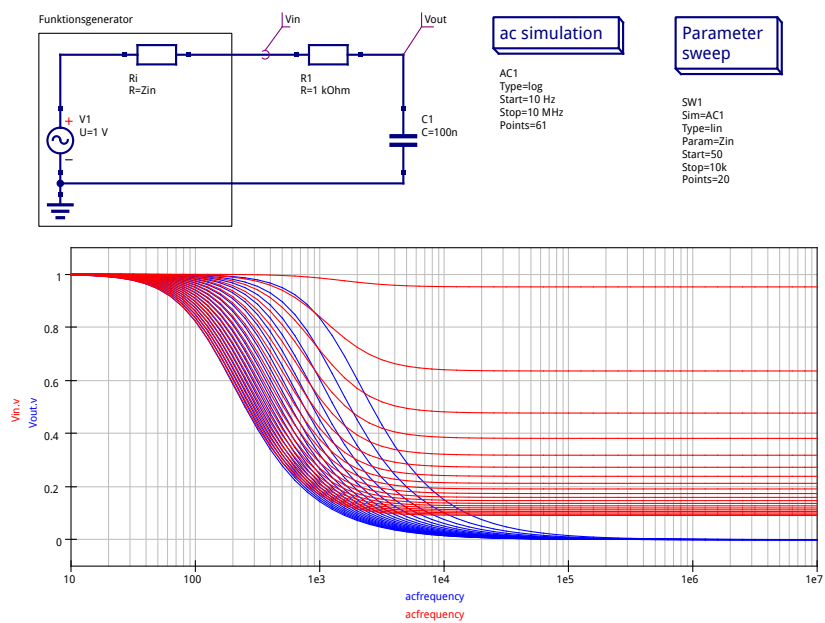 Funktionsgenerator
Vin
Vout
Ri
R=Zin
R1
R=1 kOhm
+
V1
U=1 V
–
C1
C=100n
ac simulation
AC1
Type=log
Start=10 Hz
Stop=10 MHz
Points=61
Parameter
sweep
SW1
Sim=AC1
Type=lin
Param=Zin
Start=50
Stop=10k
Points=20
1
0.8
0.6
0.4
0.2
0
Vin.v
Vout.v
10
100
1e3
1e4
1e5
1e6
1e7
acfrequency
acfrequency